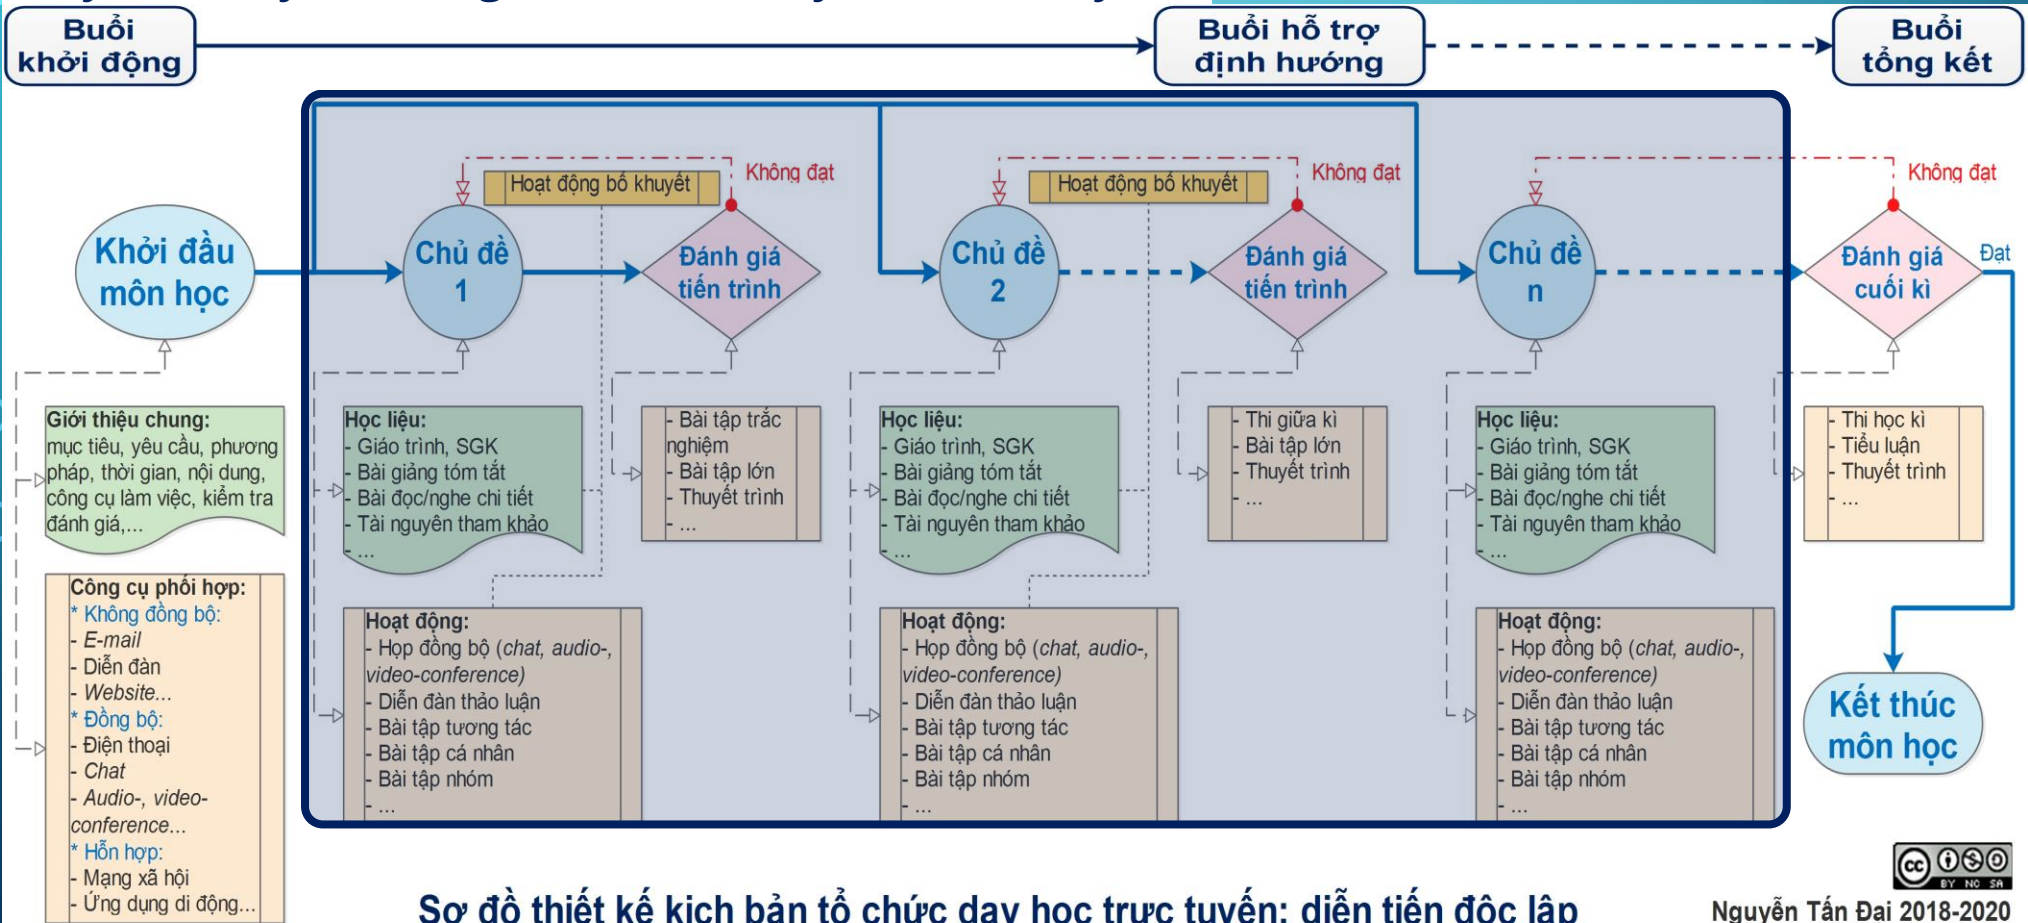 Buổi
khởi động
Buổi hỗ trợ
định hướng
Buổi
tổng kết
Khởi đầu
môn học
Hoạt động bổ khuyết
Không đạt
Chủ đề
1
Đánh giá
tiến trình
Hoạt động bổ khuyết
Không đạt
Chủ đề
2
Đánh giá
tiến trình
Chủ đề
n
Không đạt
Đánh giá
cuối kì
Đạt
Giới thiệu chung:
mục tiêu, yêu cầu, phương
pháp, thời gian, nội dung,
công cụ làm việc, kiểm tra
đánh giá,...
Công cụ phối hợp:
* Không đồng bộ:
- E-mail
- Diễn đàn
- Website...
* Đồng bộ:
- Điện thoại
- Chat
- Audio-, video-
conference...
* Hỗn hợp:
- Mạng xã hội
- Ứng dụng di động...
Học liệu:
- Giáo trình, SGK
- Bài giảng tóm tắt
- Bài đọc/nghe chi tiết
- Tài nguyên tham khảo
- ...
Hoạt động:
- Họp đồng bộ (chat, audio-,
video-conference)
- Diễn đàn thảo luận
- Bài tập tương tác
- Bài tập cá nhân
- Bài tập nhóm
- ...
- Bài tập trắc
nghiệm
- Bài tập lớn
- Thuyết trình
- ...
Học liệu:
- Giáo trình, SGK
- Bài giảng tóm tắt
- Bài đọc/nghe chi tiết
- Tài nguyên tham khảo
- ...
Hoạt động:
- Họp đồng bộ (chat, audio-,
video-conference)
- Diễn đàn thảo luận
- Bài tập tương tác
- Bài tập cá nhân
- Bài tập nhóm
- ...
- Thi giữa kì
- Bài tập lớn
- Thuyết trình
- ...
Học liệu:
- Giáo trình, SGK
- Bài giảng tóm tắt
- Bài đọc/nghe chi tiết
- Tài nguyên tham khảo
- ...
Hoạt động:
- Họp đồng bộ (chat, audio-,
video-conference)
- Diễn đàn thảo luận
- Bài tập tương tác
- Bài tập cá nhân
- Bài tập nhóm
- ...
- Thi học kì
- Tiểu luận
- Thuyết trình
- ...
Kết thúc
môn học
cc
BY NC SA
Sơ đồ thiết kế kịch bản tổ chức dạy học trực tuyến: diễn tiến độc lập
Nguyễn Tấn Đại 2018-2020